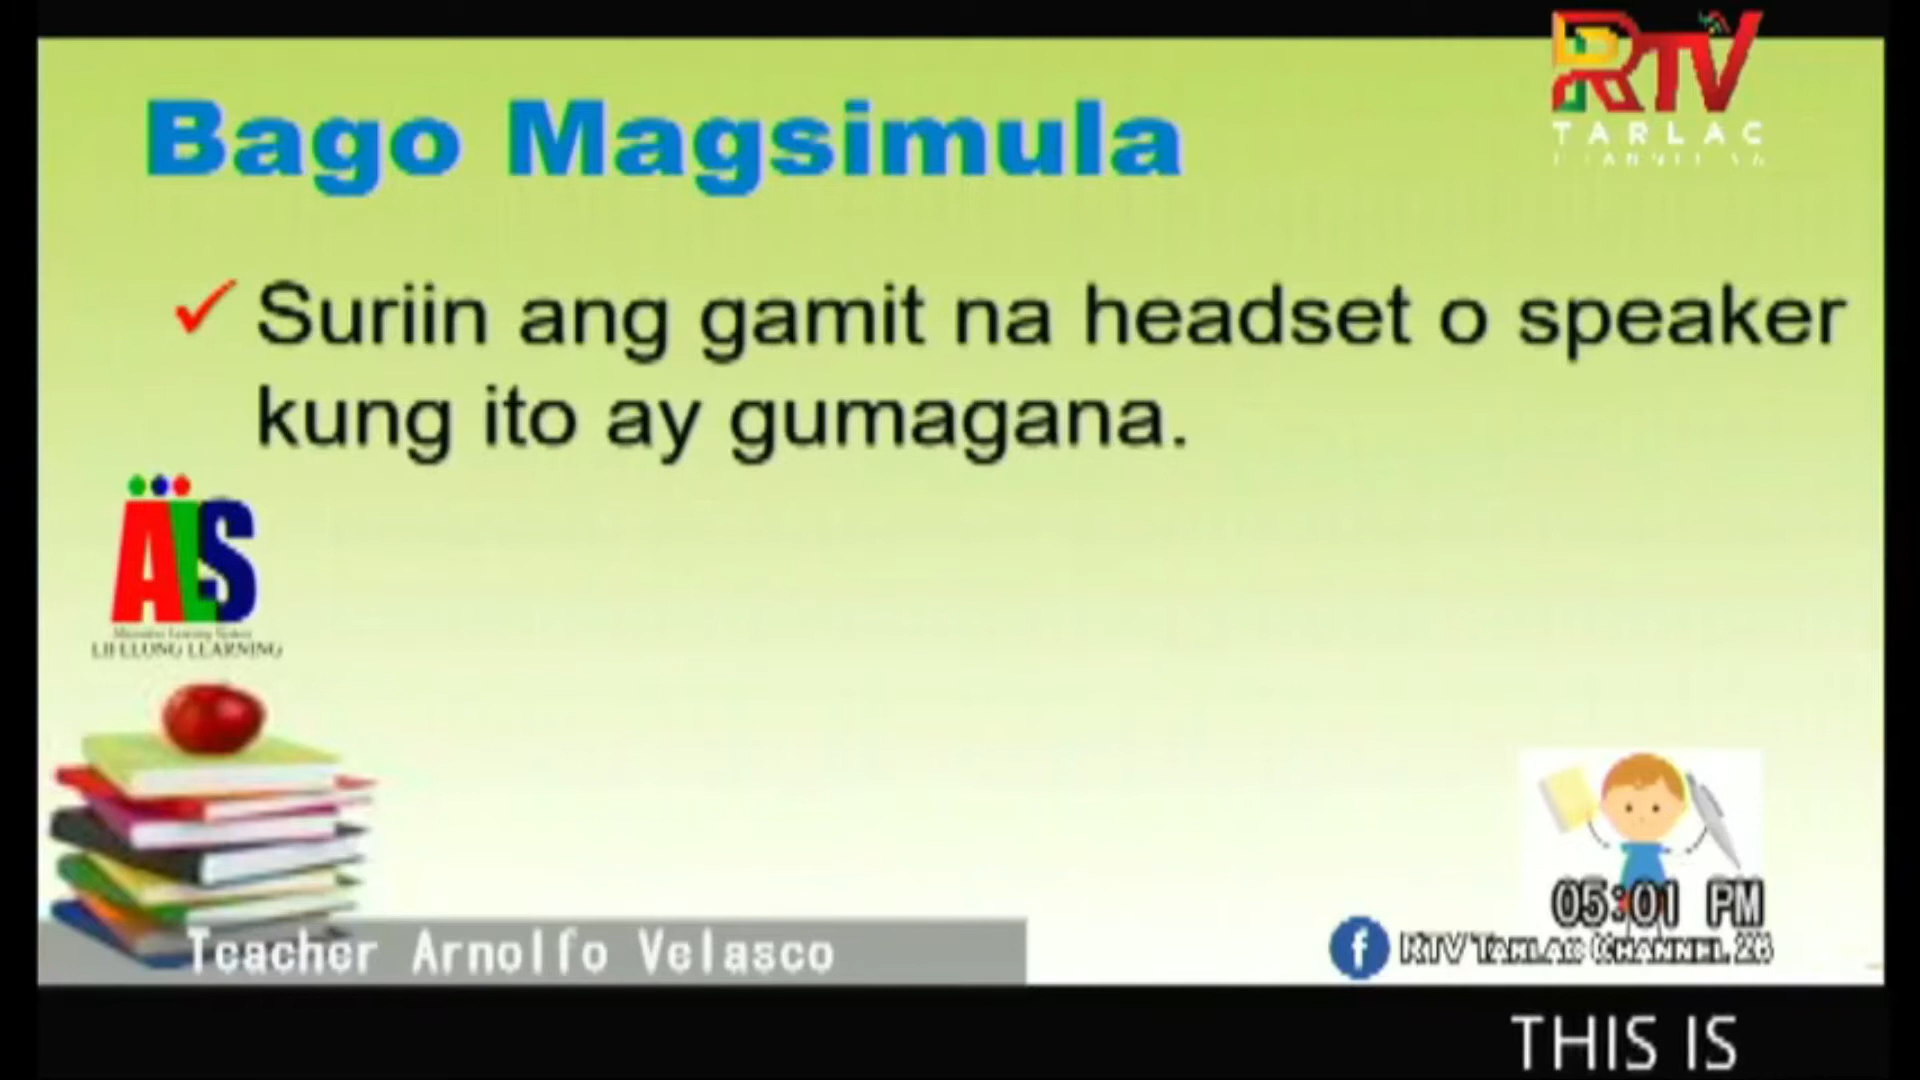 RTV
TARLAC
Bago Magsimula
Suriin ang gamit na headset o speaker
kung ito ay gumagana.
ALS
LIFELONG LEARNING
05:01 PM
Teacher Arnolfo Velasco
f RTV TARLAC CHANNEL 26
THIS IS